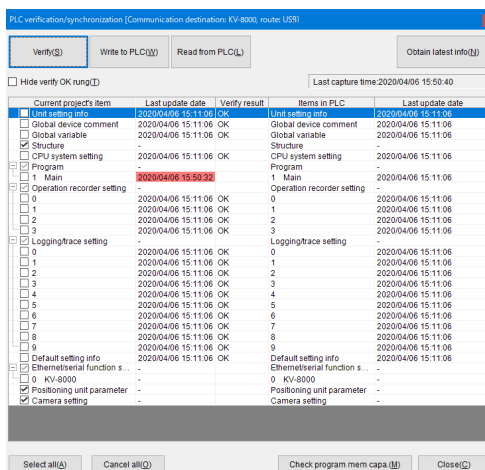 PLC verification/synchronization [Communication destination: KV-8000, route: USB]
Verify(S) Write to PLC(W) Read from PLC(L) Obtain latest info(N)
Hide verify OK rung(T) Last capture time:2020/04/06 15:50:40
Current project's item Last update date Verify result Items in PLC Last update date
Unit setting info 2020/04/06 15:11:06 OK Unit setting info 2020/04/06 15:11:06
Global device comment 2020/04/06 15:11:06 OK Global device comment 2020/04/06 15:11:06
Global variable 2020/04/06 15:11:06 OK Global variable 2020/04/06 15:11:06
Structure - Structure -
CPU system setting 2020/04/06 15:11:06 OK CPU system setting 2020/04/06 15:11:06
Program - Program -
1 Main 2020/04/06 15:50:32 1 Main 2020/04/06 15:11:06
Operation recorder setting - Operation recorder setting -
0 2020/04/06 15:11:06 OK 0 2020/04/06 15:11:06
1 2020/04/06 15:11:06 OK 1 2020/04/06 15:11:06
2 2020/04/06 15:11:06 OK 2 2020/04/06 15:11:06
3 2020/04/06 15:11:06 OK 3 2020/04/06 15:11:06
Logging/trace setting - Logging/trace setting -
0 2020/04/06 15:11:06 OK 0 2020/04/06 15:11:06
1 2020/04/06 15:11:06 OK 1 2020/04/06 15:11:06
2 2020/04/06 15:11:06 OK 2 2020/04/06 15:11:06
3 2020/04/06 15:11:06 OK 3 2020/04/06 15:11:06
4 2020/04/06 15:11:06 OK 4 2020/04/06 15:11:06
5 2020/04/06 15:11:06 OK 5 2020/04/06 15:11:06
6 2020/04/06 15:11:06 OK 6 2020/04/06 15:11:06
7 2020/04/06 15:11:06 OK 7 2020/04/06 15:11:06
8 2020/04/06 15:11:06 OK 8 2020/04/06 15:11:06
9 2020/04/06 15:11:06 OK 9 2020/04/06 15:11:06
Default setting info 2020/04/06 15:11:06 OK Default setting info 2020/04/06 15:11:06
Ethernet/serial function s... - Ethernet/serial function s... -
0 KV-8000 - 0 KV-8000 -
Positioning unit parameter - Positioning unit parameter -
Camera setting - Camera setting -
Select all(A) Cancel all(O) Check program mem capa.(M) Close(C)